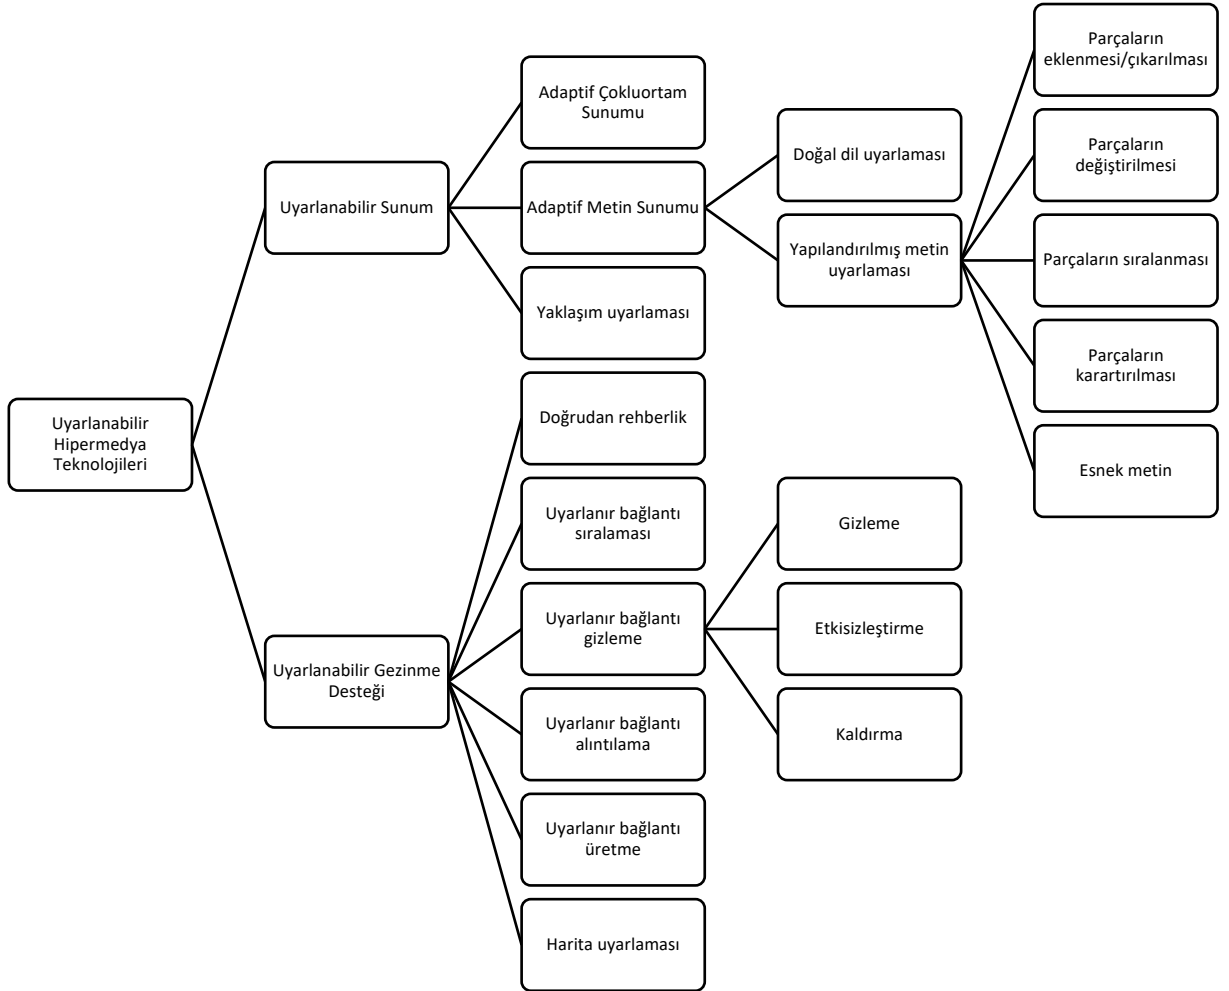 Uyarlanabilir
Hipermedya
Teknolojileri
Uyarlanabilir Sunum
Adaptif Çokluortam
Sunumu
Adaptif Metin Sunumu
Doğal dil uyarlaması
Yapılandırılmış metin
uyarlaması
Parçaların
eklenmesi/çıkarılması
Parçaların
değiştirilmesi
Parçaların sıralanması
Parçaların
karartırılması
Esnek metin
Yaklaşım uyarlaması
Uyarlanabilir Gezinme
Desteği
Doğrudan rehberlik
Uyarlanır bağlantı
sıralaması
Uyarlanır bağlantı
gizleme
Gizleme
Etkisizleştirme
Kaldırma
Uyarlanır bağlantı
alıntılama
Uyarlanır bağlantı
üretme
Harita uyarlaması